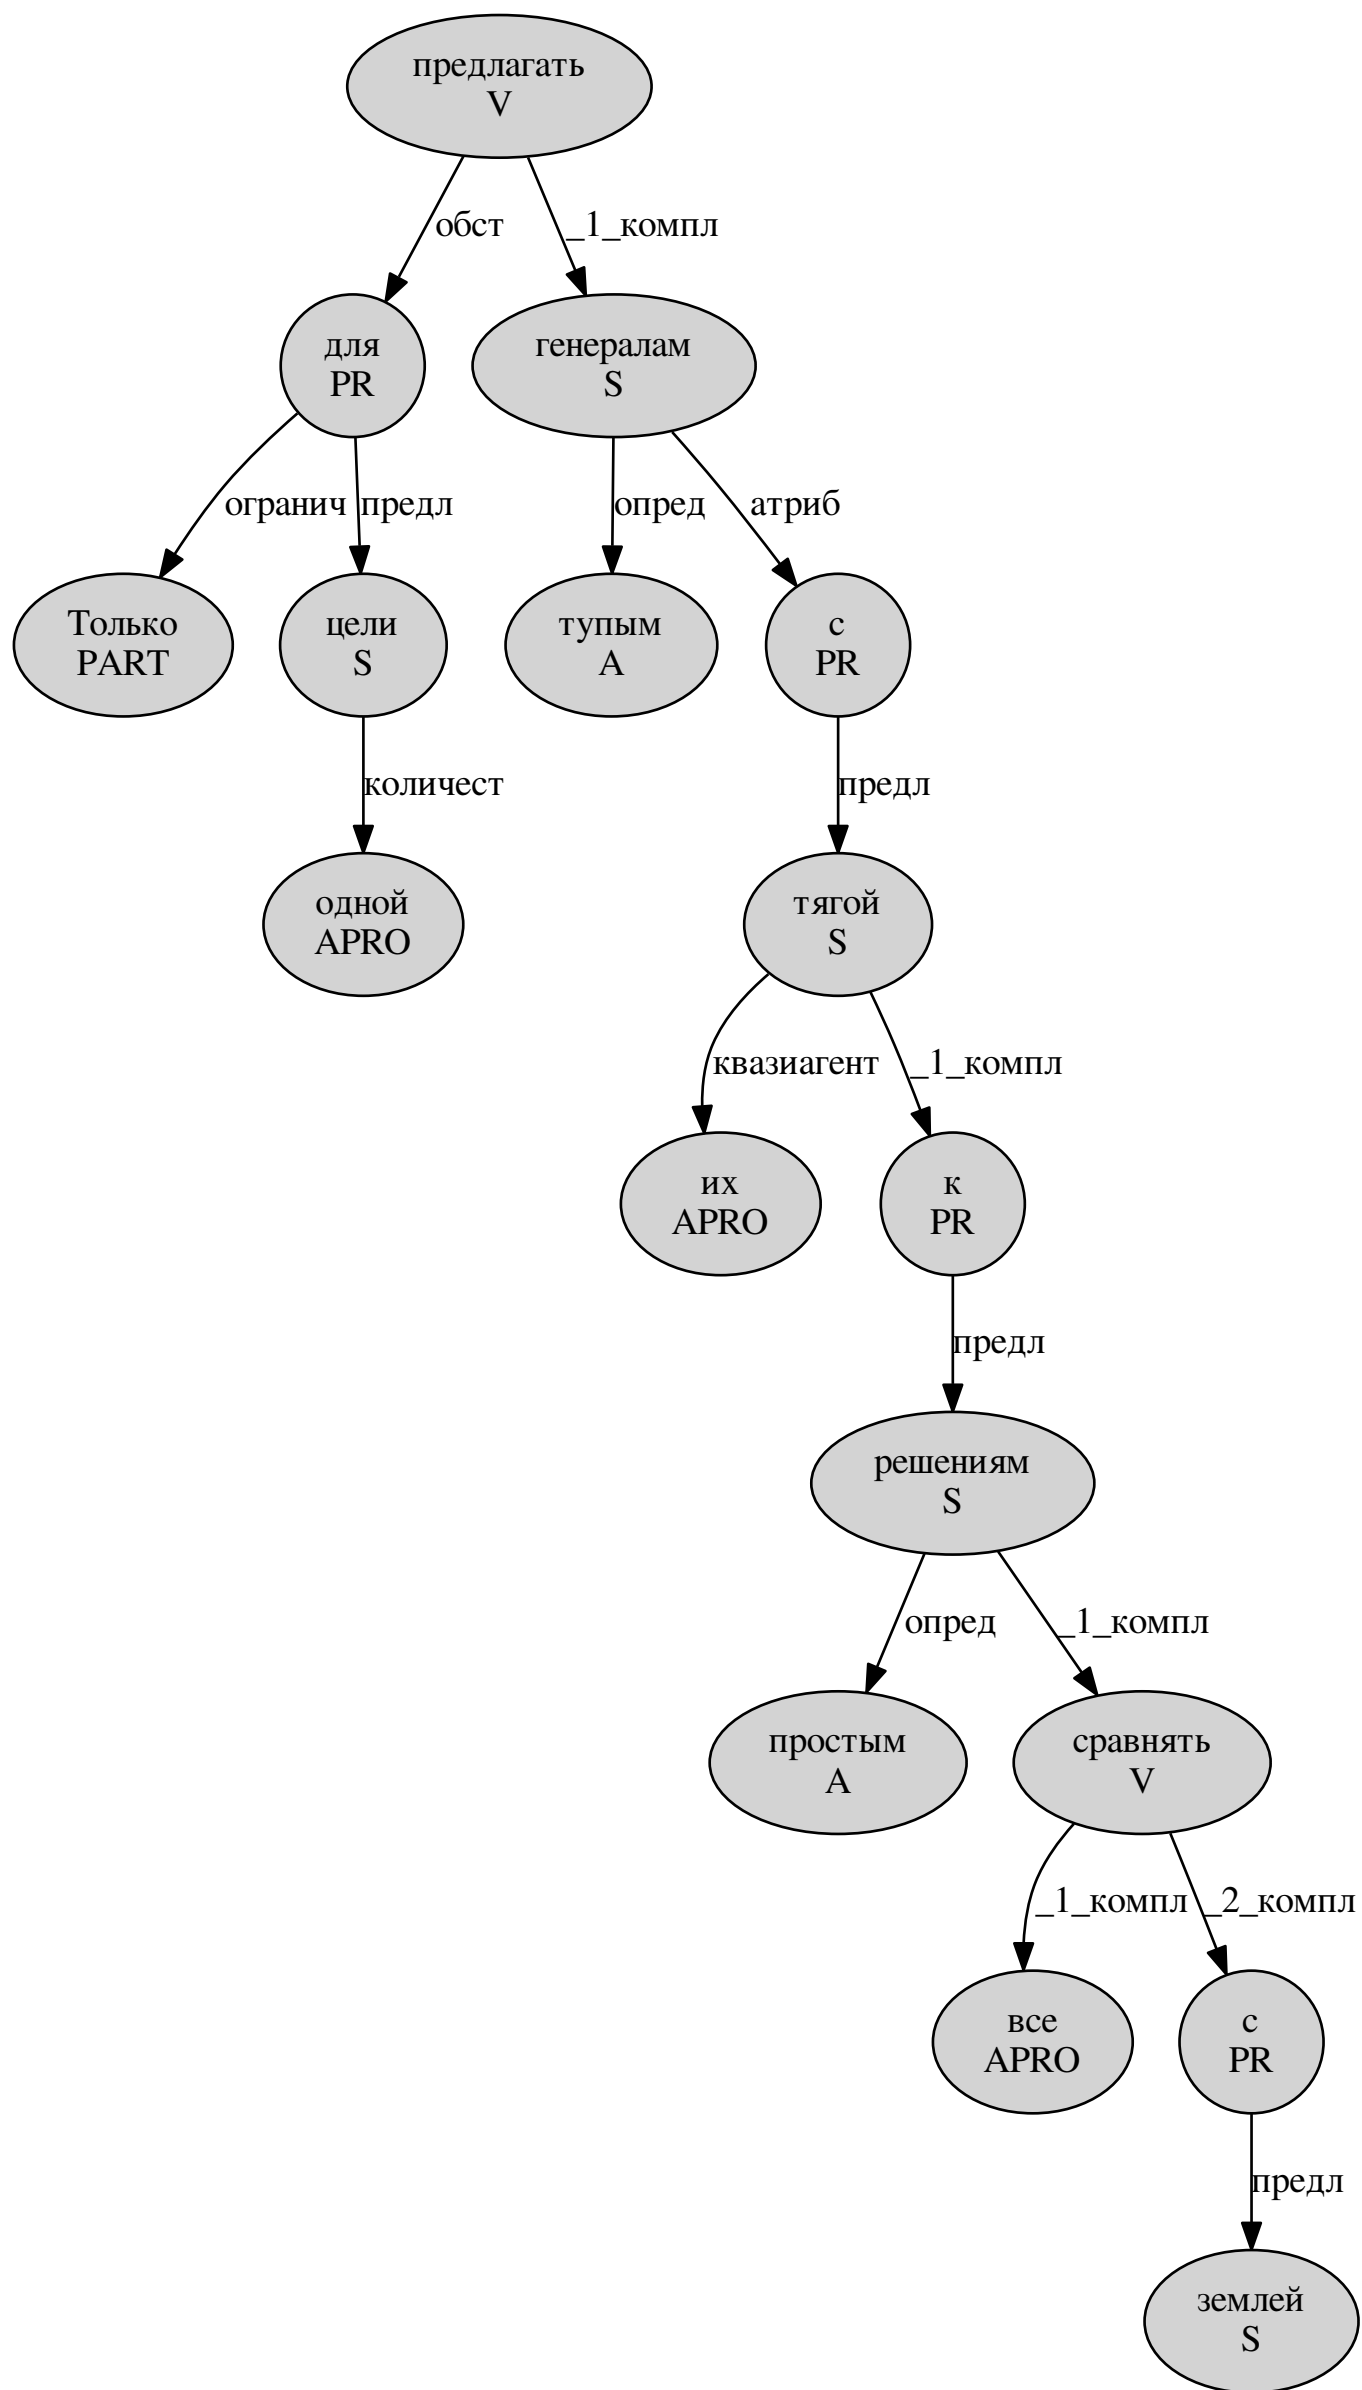 предлагать
V
обст
_1_компл
для
PR
генералам
S
огранич
предл
опред
атриб
Только
PART
цели
S
тупым
A
с
PR
количест
предл
одной
APRO
тягой
S
квазиагент
_1_компл
их
APRO
к
PR
предл
решениям
S
опред
_1_компл
простым
A
сравнять
V
_1_компл
_2_компл
все
APRO
с
PR
предл
землей
S